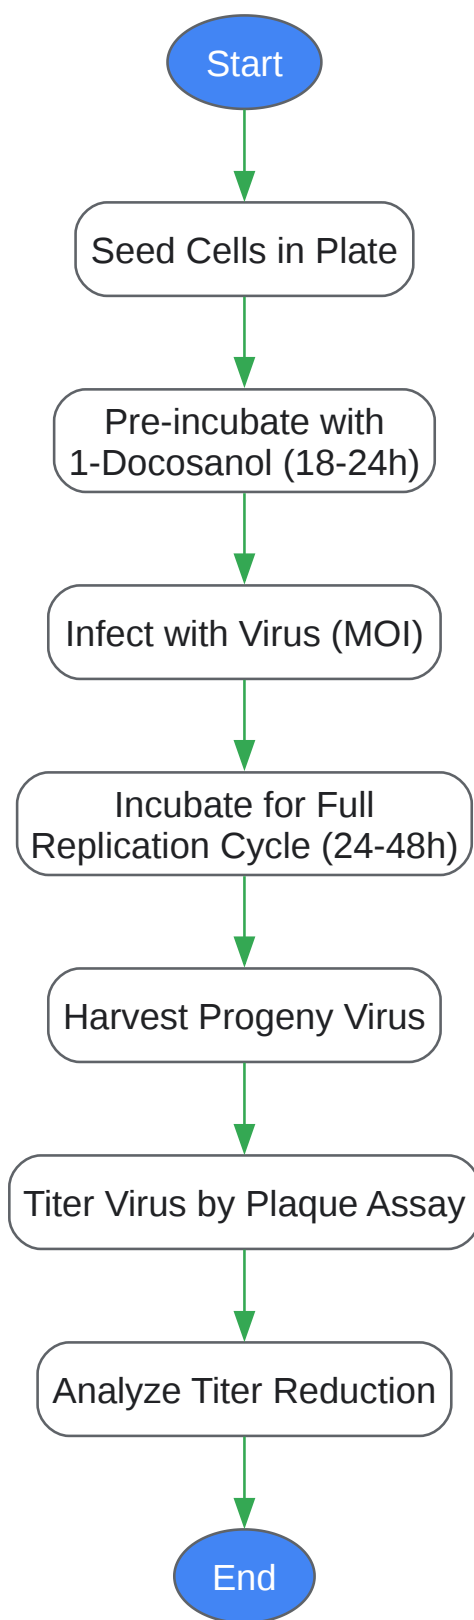 Start
Seed Cells in Plate
Pre-incubate with
1-Docosanol (18-24h)
Infect with Virus (MOI)
Incubate for Full
Replication Cycle (24-48h)
Harvest Progeny Virus
Titer Virus by Plaque Assay
Analyze Titer Reduction
End